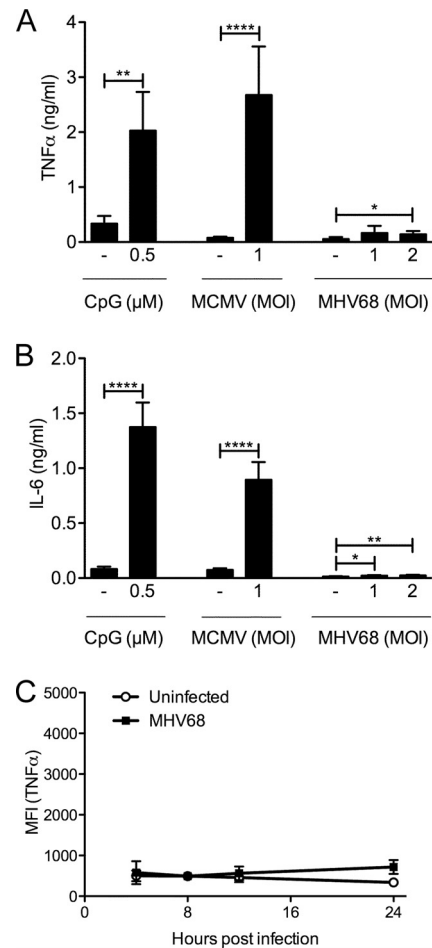 A
TNFα (ng/ml)
4
3
2
1
0
**
****
*
- 0.5 - 1 - 1 2
CpG (µM) MCMV (MOI) MHV68 (MOI)
B
IL-6 (ng/ml)
2.0
1.5
1.0
0.5
0.0
****
****
**
*
- 0.5 - 1 - 1 2
CpG (µM) MCMV (MOI) MHV68 (MOI)
C
MFI (TNFα)
5000
4000
3000
2000
1000
0
Uninfected
MHV68
0 8 16 24
Hours post infection